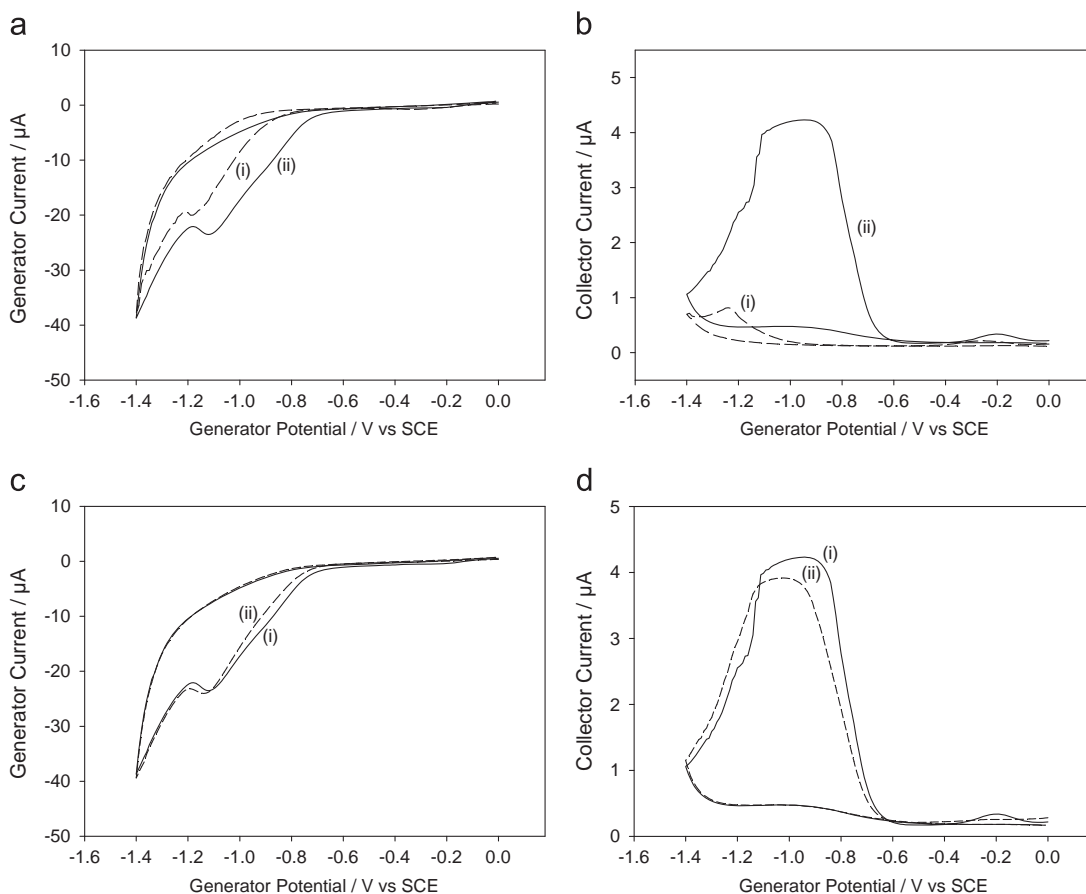 a
10
0
-10
-20
-30
-40
-50
Generator Current / µA
(i)
(ii)
-1.6 -1.4 -1.2 -1.0 -0.8 -0.6 -0.4 -0.2 0.0
Generator Potential / V vs SCE
b
5
4
3
2
1
0
Collector Current / µA
(ii)
(i)
-1.6 -1.4 -1.2 -1.0 -0.8 -0.6 -0.4 -0.2 0.0
Generator Potential / V vs SCE
c
10
0
-10
-20
-30
-40
-50
Generator Current / µA
(ii)
(i)
-1.6 -1.4 -1.2 -1.0 -0.8 -0.6 -0.4 -0.2 0.0
Generator Potential / V vs SCE
d
5
4
3
2
1
0
Collector Current / µA
(i)
(ii)
-1.6 -1.4 -1.2 -1.0 -0.8 -0.6 -0.4 -0.2 0.0
Generator Potential / V vs SCE